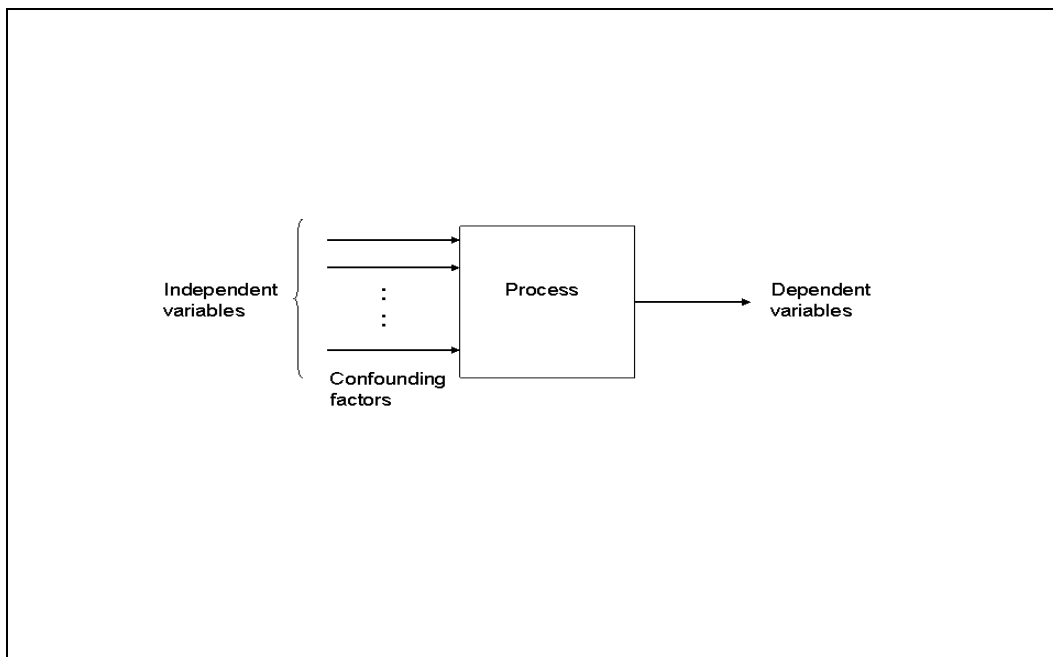 Independent
variables
Process
Dependent
variables
Confounding
factors